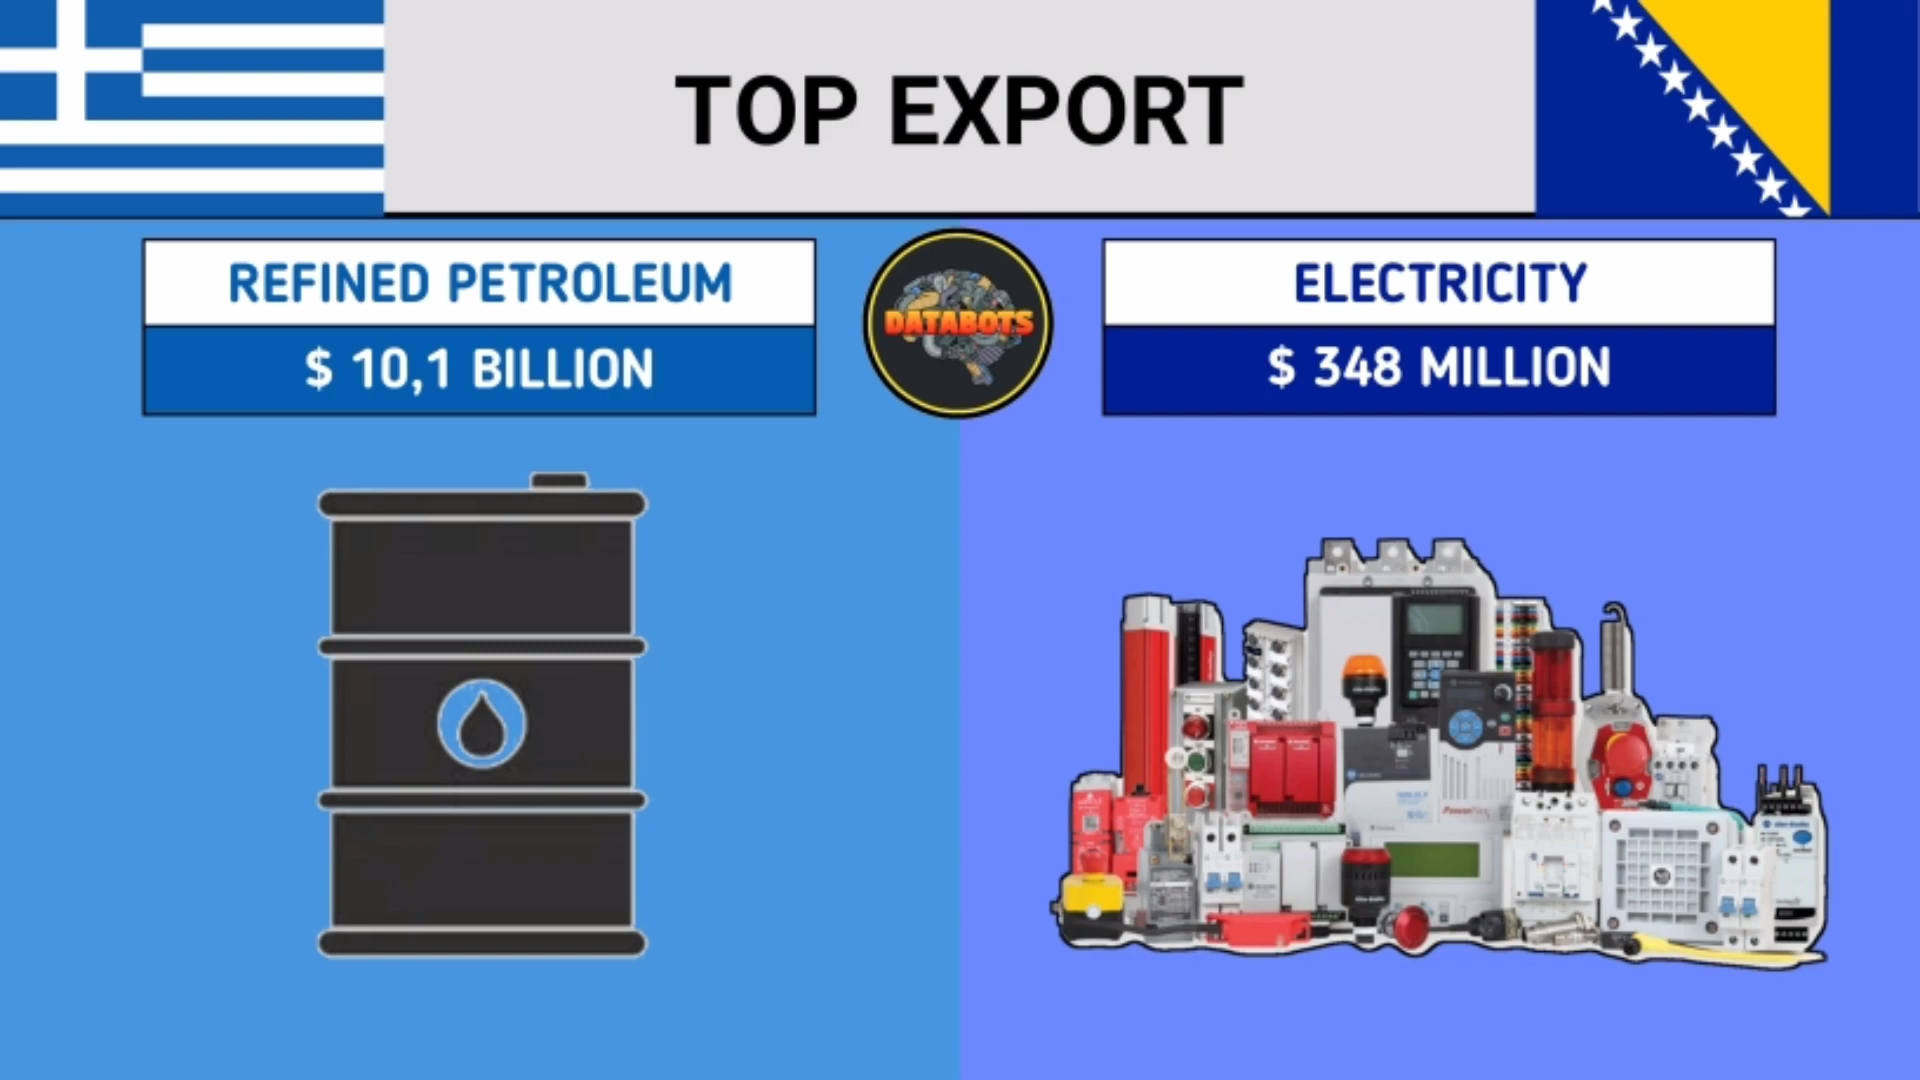 TOP EXPORT
REFINED PETROLEUM
$ 10,1 BILLION
DATABOTS
ELECTRICITY
$ 348 MILLION